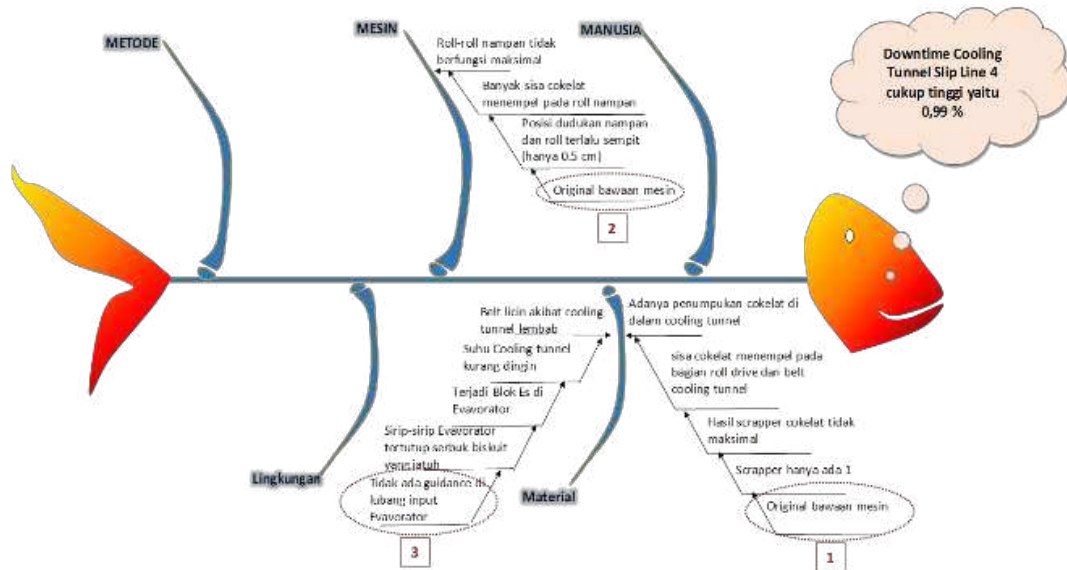 METODE
MESIN
MANUSIA
Roll-roll nampan tidak
berfungsi maksimal
Banyak sisa cokelat
menempel pada roll nampan
Posisi dudukan nampan
dan roll terlalu sempit
(hanya 0.5 cm)
Original bawaan mesin
2
Downtime Cooling
Tunnel Slip Line 4
cukup tinggi yaitu
0,99 %
Belt licin akibat cooling
tunnel lembab
Suhu Cooling tunnel
kurang dingin
Terjadi Blok Es di
Evavorator
Sirip-sirip Evavorator
tertutup serbuk biskuit
yang jatuh
Tidak ada guidance di
lubang input
Evavorator
3
Lingkungan
Material
Adanya penumpukan cokelat di
dalam cooling tunnel
sisa cokelat menempel pada
bagian roll drive dan belt
cooling tunnel
Hasil scrapper cokelat tidak
maksimal
Scrapper hanya ada 1
Original bawaan mesin
1